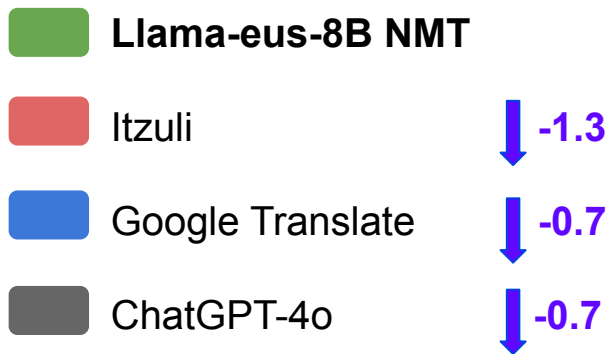 Llama-eus-8B NMT
Itzuli -1.3
Google Translate -0.7
ChatGPT-4o -0.7